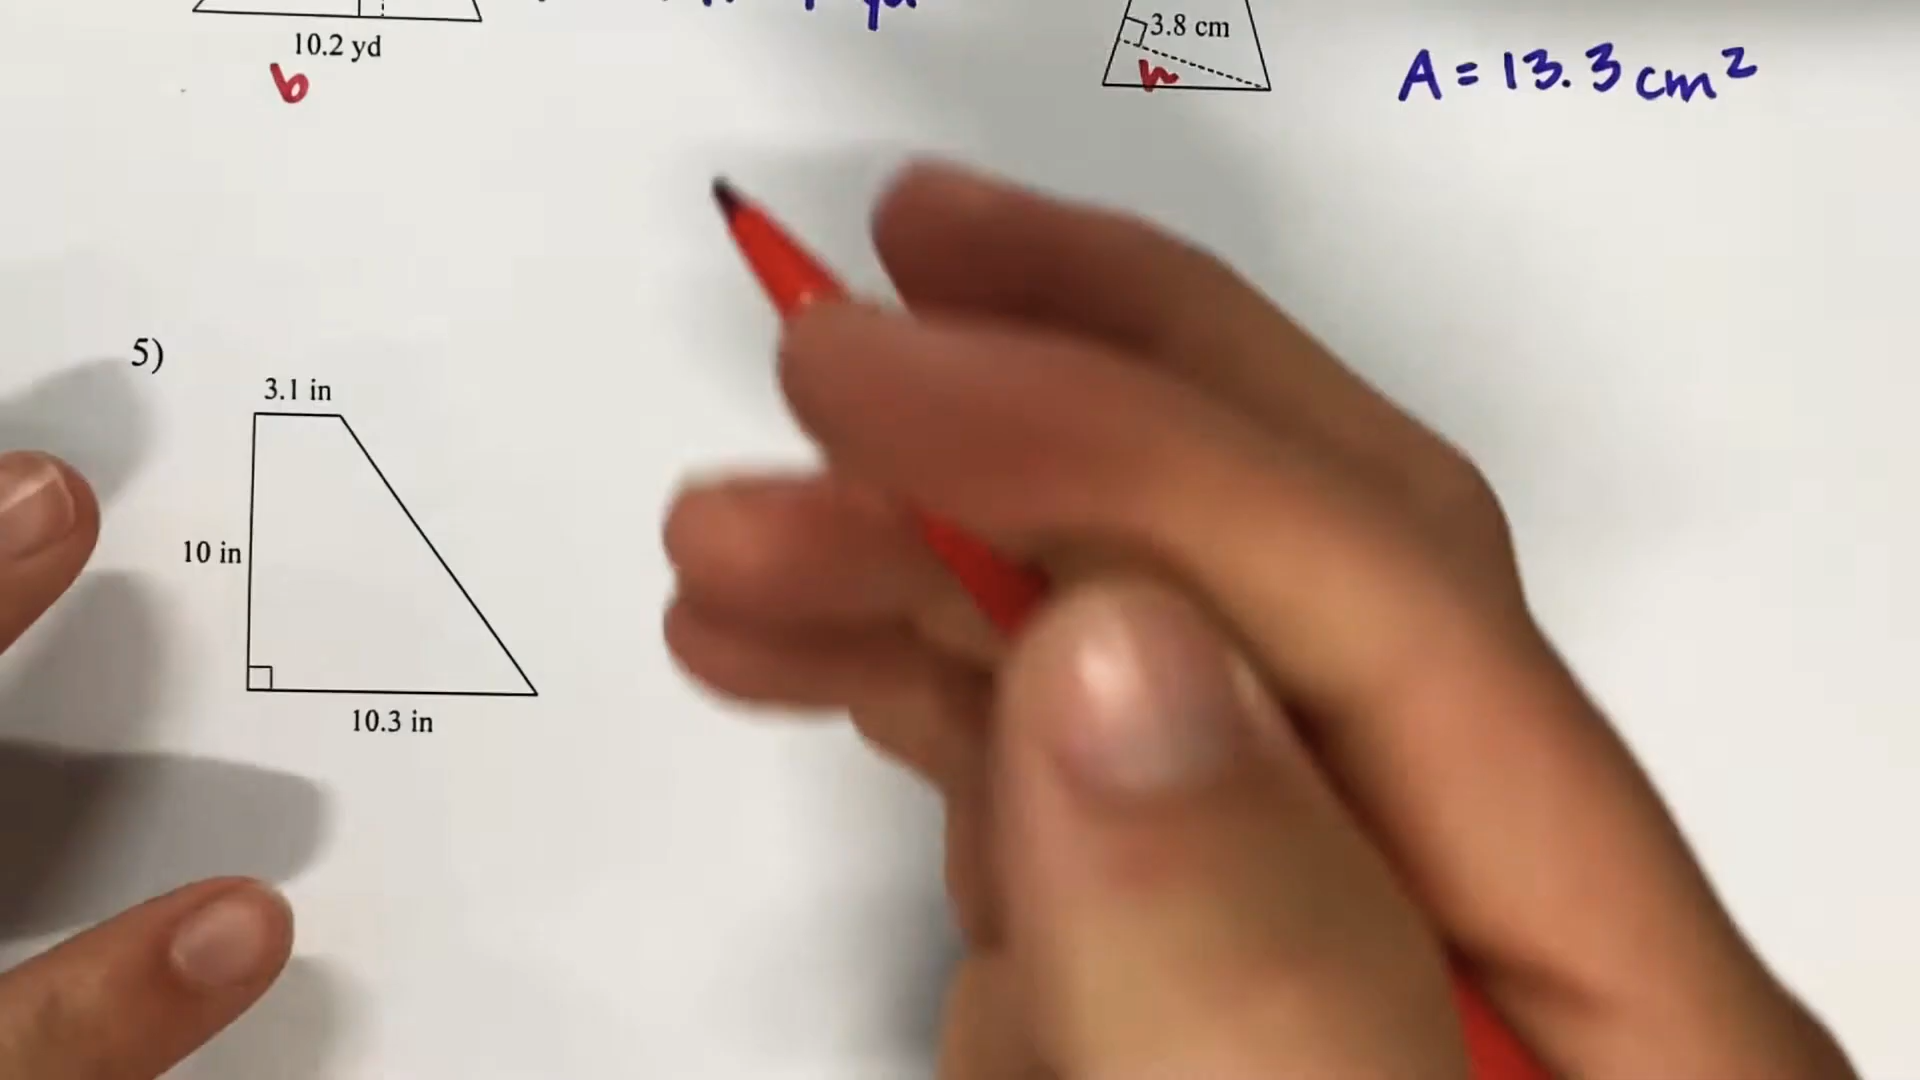 10.2 yd
b
3.8 cm
h
A = 13.3 cm²
5)
3.1 in
10 in
10.3 in